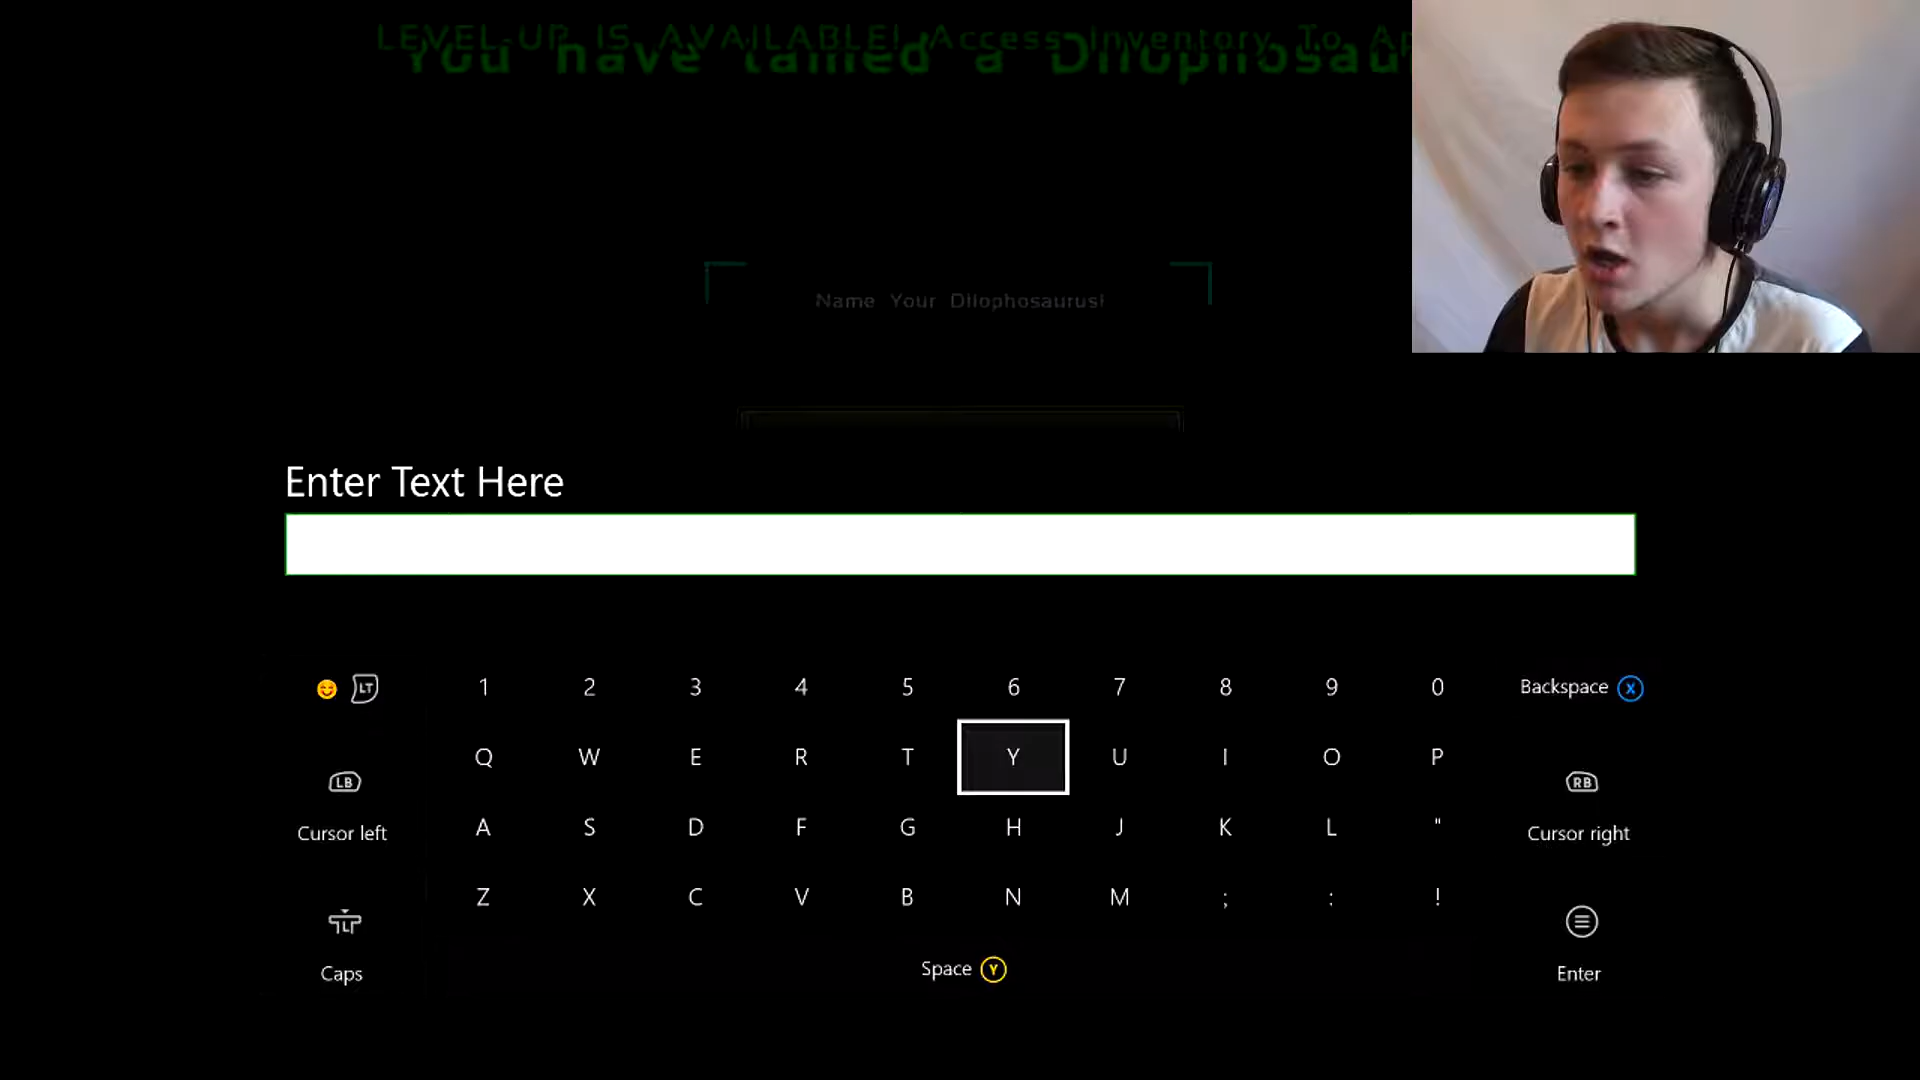 LEVEL-UP IS AVAILABLE! Access Inventory To
You have tamed a
Name Your Dilophosaurus!
Enter Text Here
LT 1 2 3 4 5 6 7 8 9 0 Backspace X
Q W E R T Y U I O P
LB RB
Cursor left A S D F G H J K L " Cursor right
Z X C V B N M ; : !
Caps Space Y Enter